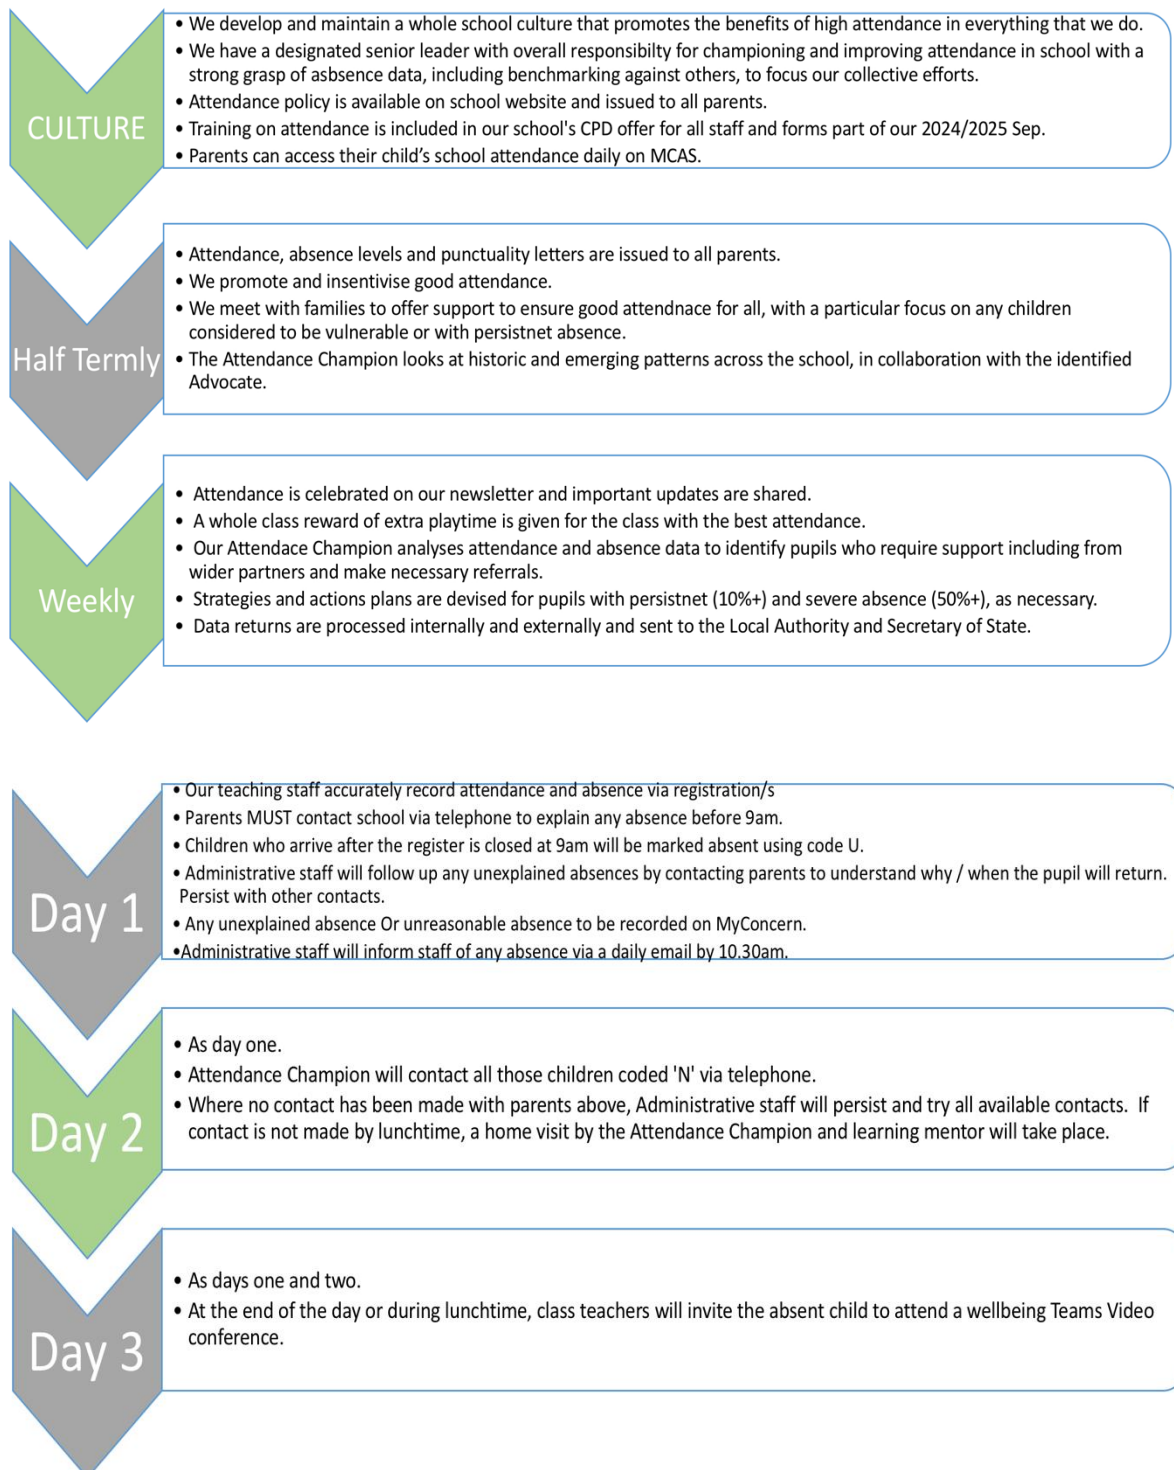 CULTURE
• We develop and maintain a whole school culture that promotes the benefits of high attendance in everything that we do.
• We have a designated senior leader with overall responsibilty for championing and improving attendance in school with a
strong grasp of asbsence data, including benchmarking against others, to focus our collective efforts.
• Attendance policy is available on school website and issued to all parents.
• Training on attendance is included in our school's CPD offer for all staff and forms part of our 2024/2025 Sep.
• Parents can access their child’s school attendance daily on MCAS.
Half Termly
• Attendance, absence levels and punctuality letters are issued to all parents.
• We promote and insentivise good attendance.
• We meet with families to offer support to ensure good attendnace for all, with a particular focus on any children
considered to be vulnerable or with persistnet absence.
• The Attendance Champion looks at historic and emerging patterns across the school, in collaboration with the identified
Advocate.
Weekly
• Attendance is celebrated on our newsletter and important updates are shared.
• A whole class reward of extra playtime is given for the class with the best attendance.
• Our Attendace Champion analyses attendance and absence data to identify pupils who require support including from
wider partners and make necessary referrals.
• Strategies and actions plans are devised for pupils with persistnet (10%+) and severe absence (50%+), as necessary.
• Data returns are processed internally and externally and sent to the Local Authority and Secretary of State.
Day 1
• Our teaching staff accurately record attendance and absence via registration/s
• Parents MUST contact school via telephone to explain any absence before 9am.
• Children who arrive after the register is closed at 9am will be marked absent using code U.
• Administrative staff will follow up any unexplained absences by contacting parents to understand why / when the pupil will return.
Persist with other contacts.
• Any unexplained absence Or unreasonable absence to be recorded on MyConcern.
•Administrative staff will inform staff of any absence via a daily email by 10.30am.
Day 2
• As day one.
• Attendance Champion will contact all those children coded 'N' via telephone.
• Where no contact has been made with parents above, Administrative staff will persist and try all available contacts.  If
contact is not made by lunchtime, a home visit by the Attendance Champion and learning mentor will take place.
Day 3
• As days one and two.
• At the end of the day or during lunchtime, class teachers will invite the absent child to attend a wellbeing Teams Video
conference.